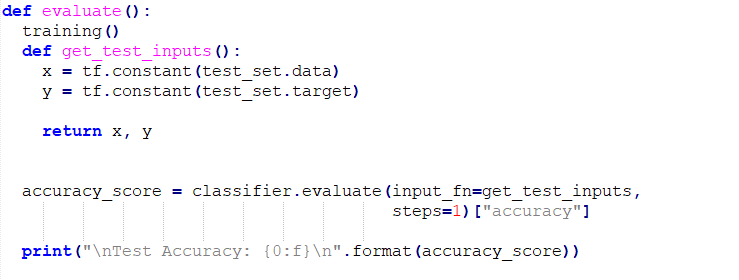 def evaluate():
  training()
  def get_test_inputs():
    x = tf.constant(test_set.data)
    y = tf.constant(test_set.target)

    return x, y


  accuracy_score = classifier.evaluate(input_fn=get_test_inputs,
                                       steps=1)["accuracy"]

  print("\nTest Accuracy: {0:f}\n".format(accuracy_score))